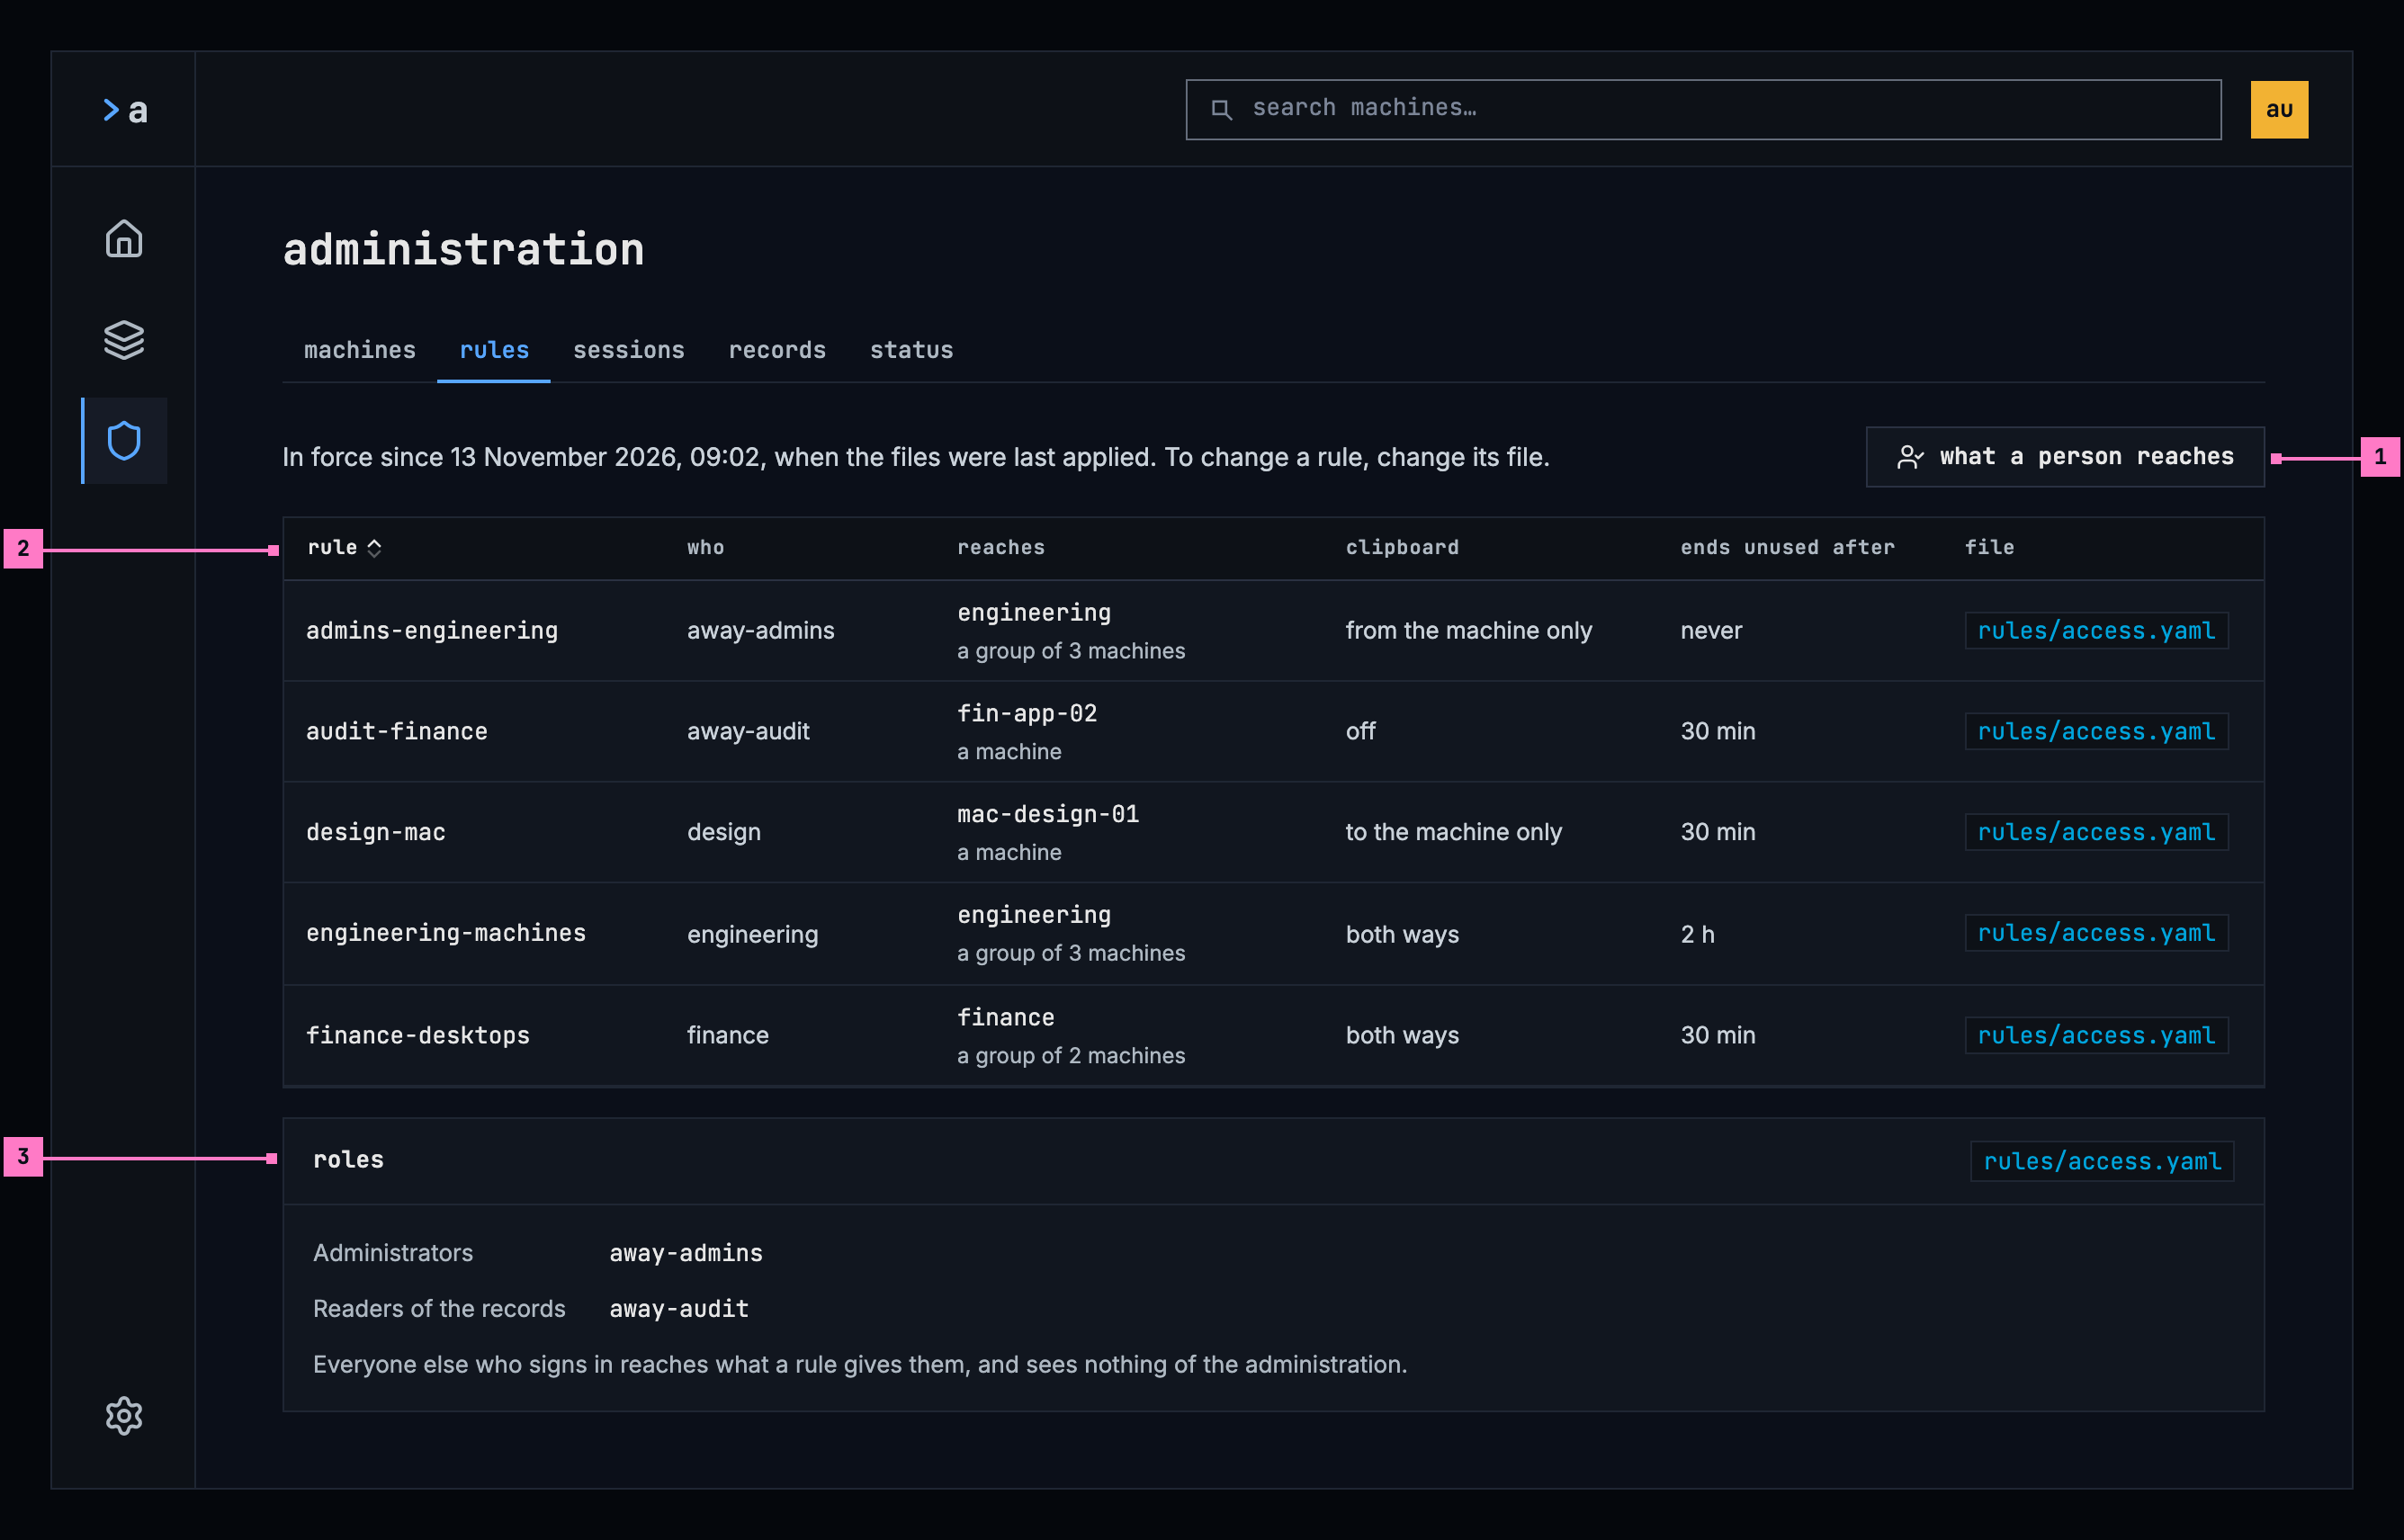 >a
search machines…
au
administration
machines rules sessions records status
In force since 13 November 2026, 09:02, when the files were last applied. To change a rule, change its file.
what a person reaches
1
2
rule who reaches clipboard ends unused after file
admins-engineering away-admins engineering from the machine only never rules/access.yaml
a group of 3 machines
audit-finance away-audit fin-app-02 off 30 min rules/access.yaml
a machine
design-mac design mac-design-01 to the machine only 30 min rules/access.yaml
a machine
engineering-machines engineering engineering both ways 2 h rules/access.yaml
a group of 3 machines
finance-desktops finance finance both ways 30 min rules/access.yaml
a group of 2 machines
3
roles rules/access.yaml
Administrators away-admins
Readers of the records away-audit
Everyone else who signs in reaches what a rule gives them, and sees nothing of the administration.